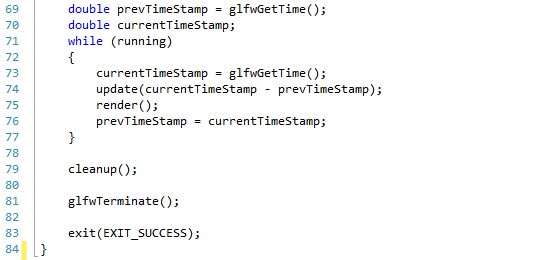 69 double prevTimeStamp = glfwGetTime();
70 double currentTimeStamp;
71 while (running)
72 {
73 currentTimeStamp = glfwGetTime();
74 update(currentTimeStamp - prevTimeStamp);
75 render();
76 prevTimeStamp = currentTimeStamp;
77 }
78
79 cleanup();
80
81 glfwTerminate();
82
83 exit(EXIT_SUCCESS);
84 }